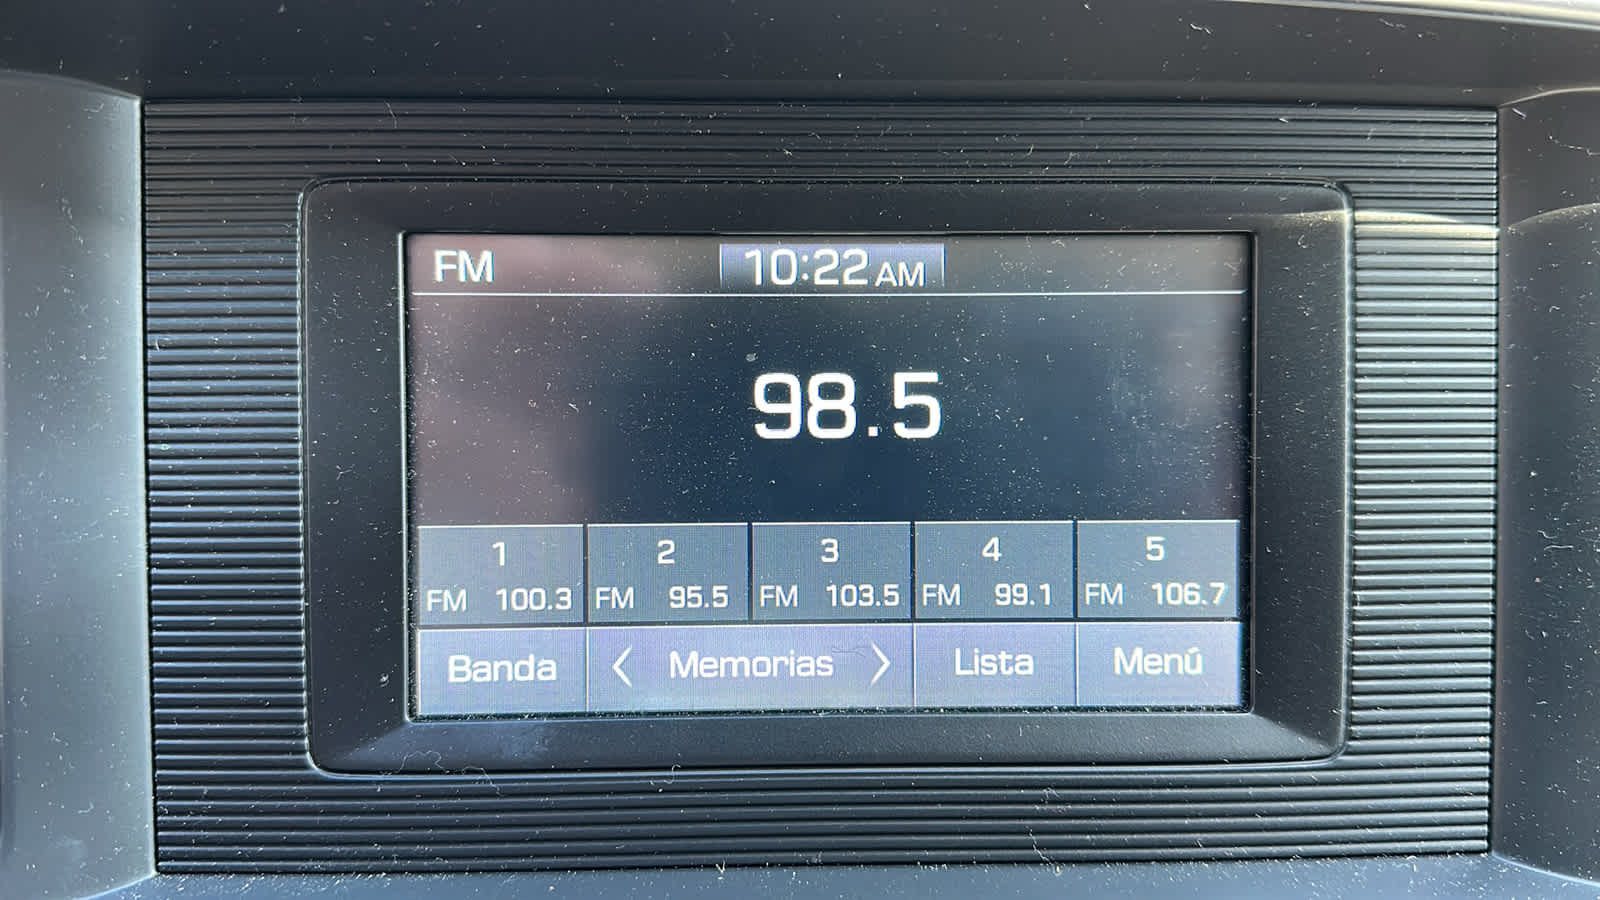 FM 10:22 AM
98.5
1 2 3 4 5
FM 100.3 FM 95.5 FM 103.5 FM 99.1 FM 106.7
Banda < Memorias > Lista Menú